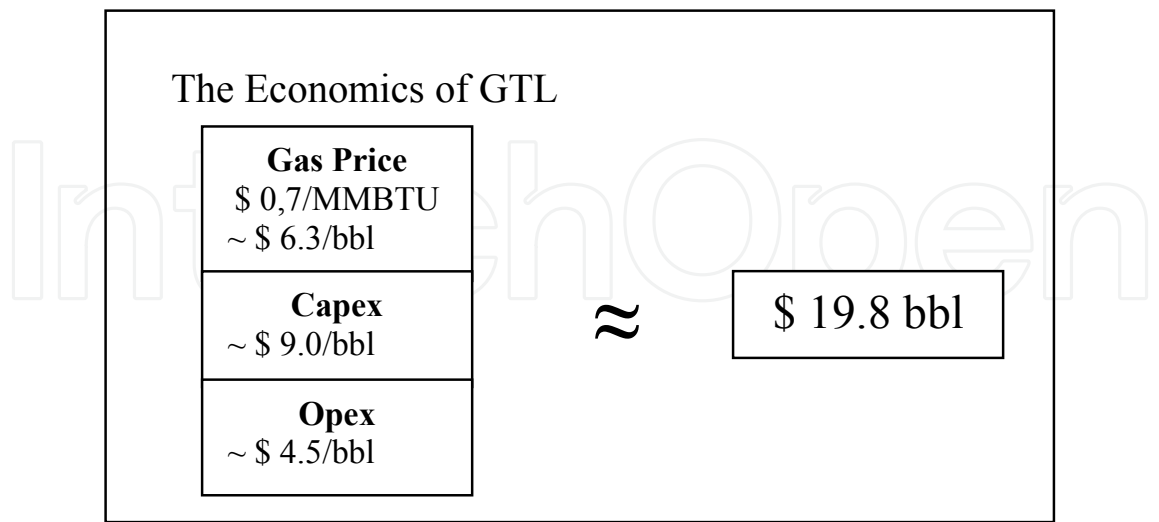 The Economics of GTL
Gas Price
$ 0,7/MMBTU
~ $ 6.3/bbl
Capex
~ $ 9.0/bbl
≈
$ 19.8 bbl
Opex
~ $ 4.5/bbl
IntechOpen